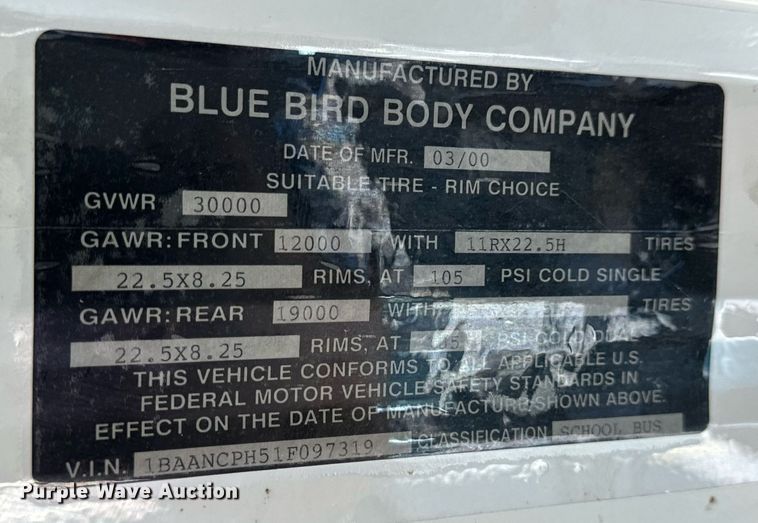 MANUFACTURED BY
BLUE BIRD BODY COMPANY
DATE OF MFR. 03/00
SUITABLE TIRE - RIM CHOICE
GVWR 30000
GAWR: FRONT 12000 WITH 11RX22.5H TIRES
22.5X8.25 RIMS, AT 105 PSI COLD SINGLE
GAWR: REAR 19000 WITH TIRES
22.5X8.25 RIMS, AT PSI COLD DUAL
THIS VEHICLE CONFORMS TO ALL APPLICABLE U.S.
FEDERAL MOTOR VEHICLE SAFETY STANDARDS IN
EFFECT ON THE DATE OF MANUFACTURE SHOWN ABOVE.
V.I.N. 1BAANCPH51F097319 CLASSIFICATION SCHOOL BUS
Purple Wave Auction